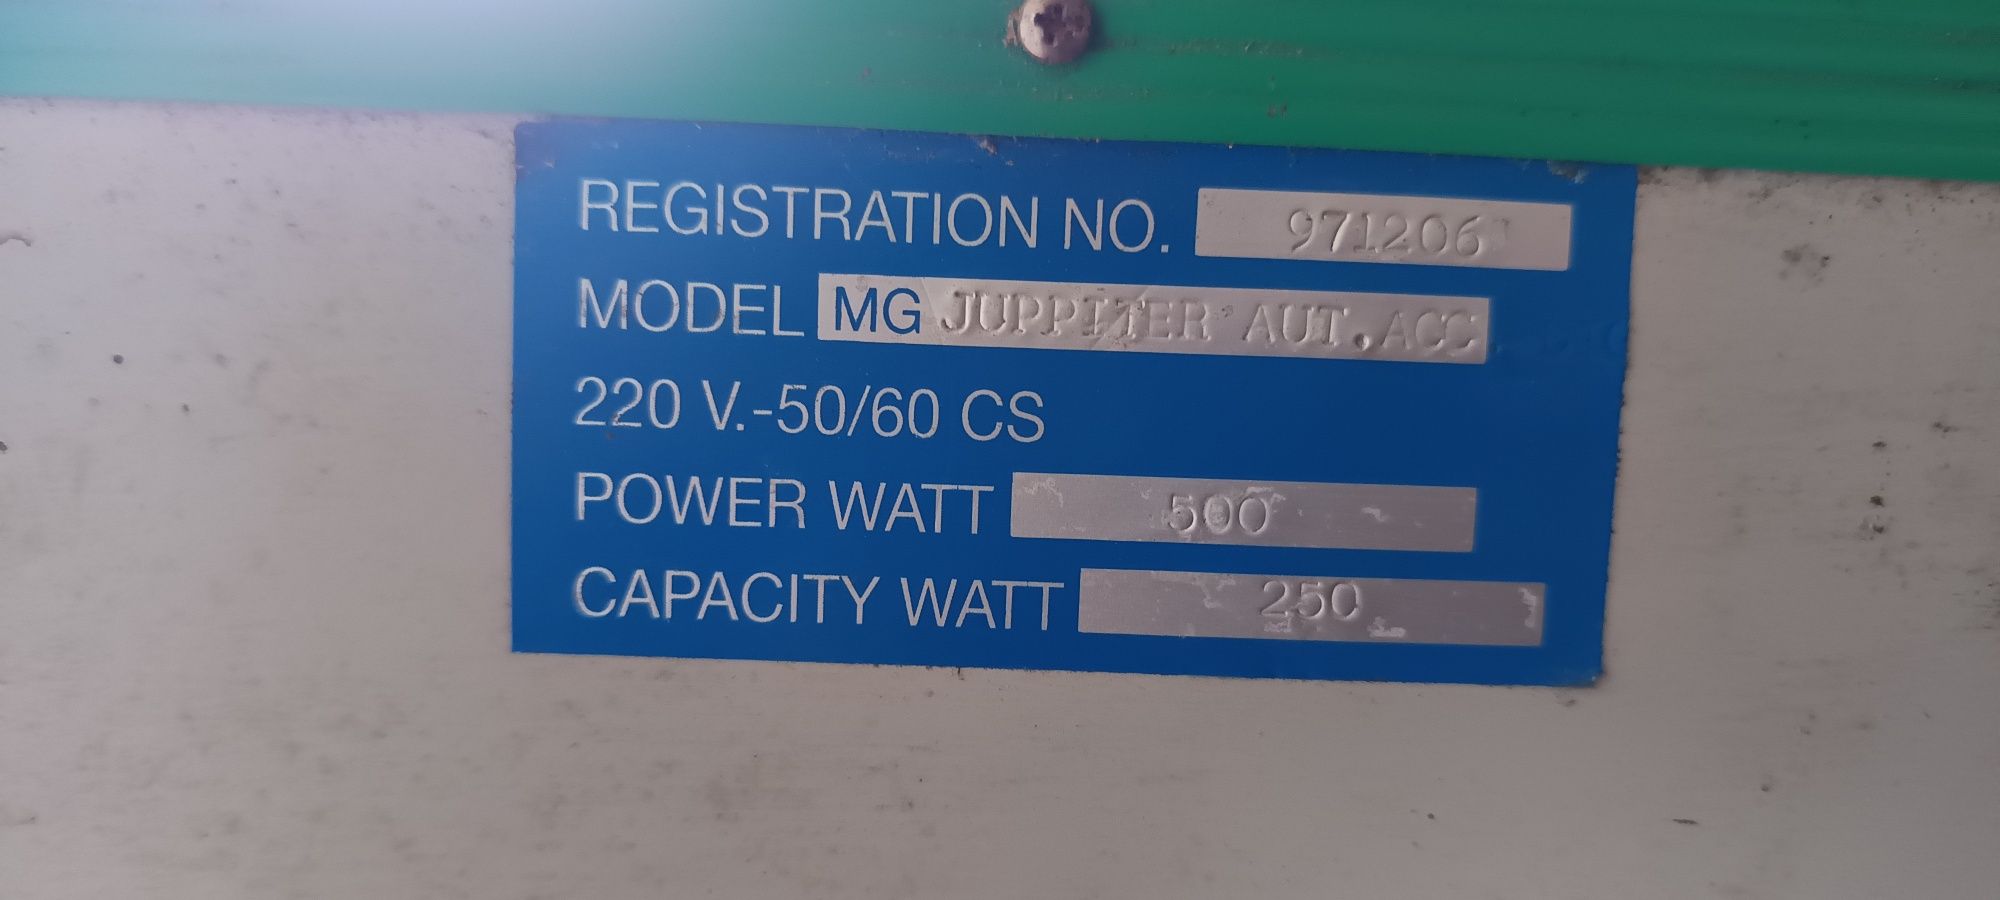 REGISTRATION NO. 971206
MODEL MG JUPPITER AUT.ACC.
220 V.-50/60 CS
POWER WATT 500
CAPACITY WATT 250